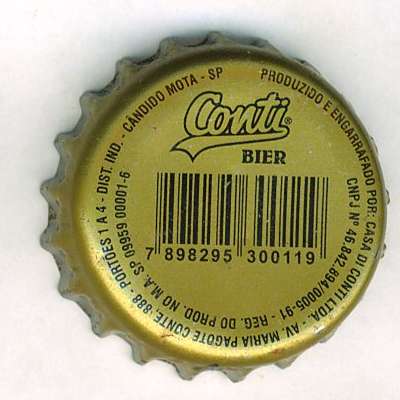 Conti®
BIER
7 898295 300119
PRODUZIDO E ENGARRAFADO POR: CASA DI CONTI LTDA. - AV. MARIA PAGOTE CONTE, 888 - PORTÕES 1 A 4 - DIST. IND. - CANDIDO MOTA - SP
CNPJ Nº 46.842.894/0005-91 - REG. DO PROD. NO M.A. SP 09959 00001-6